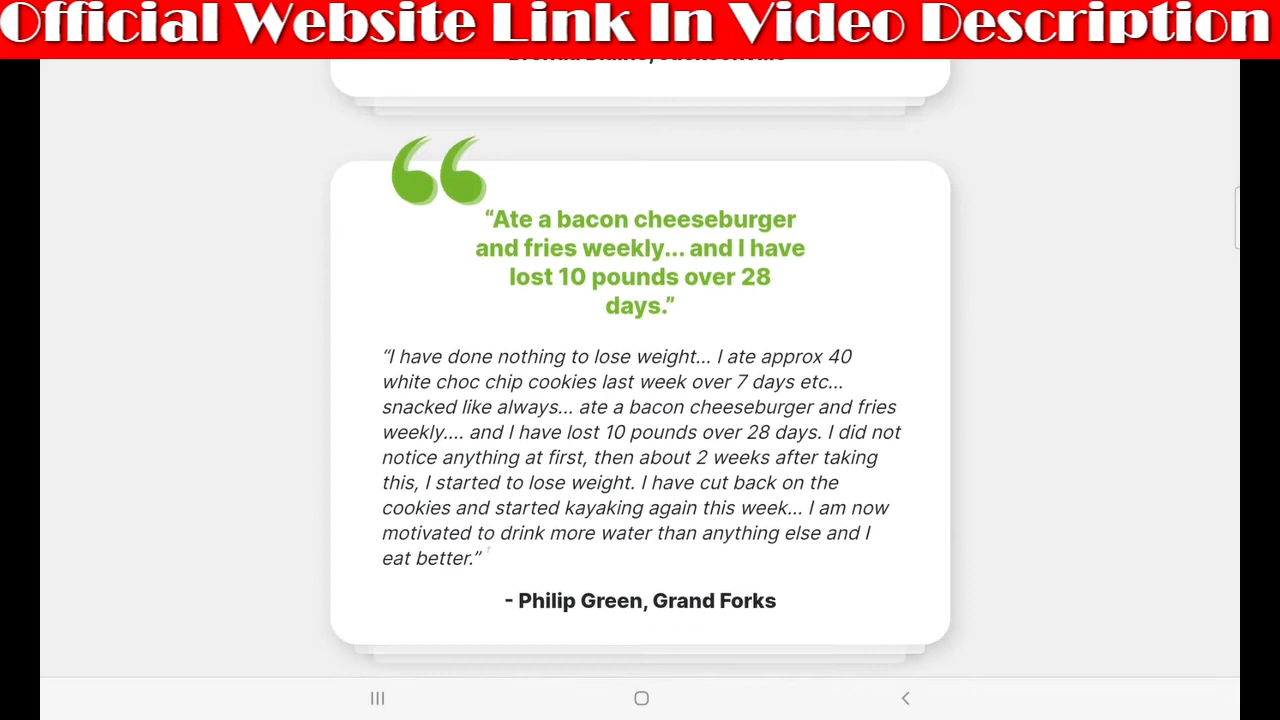 Official Website Link In Video Description
“Ate a bacon cheeseburger
and fries weekly... and I have
lost 10 pounds over 28
days.”
“I have done nothing to lose weight... I ate approx 40
white choc chip cookies last week over 7 days etc...
snacked like always... ate a bacon cheeseburger and fries
weekly.... and I have lost 10 pounds over 28 days. I did not
notice anything at first, then about 2 weeks after taking
this, I started to lose weight. I have cut back on the
cookies and started kayaking again this week... I am now
motivated to drink more water than anything else and I
eat better.” †
- Philip Green, Grand Forks